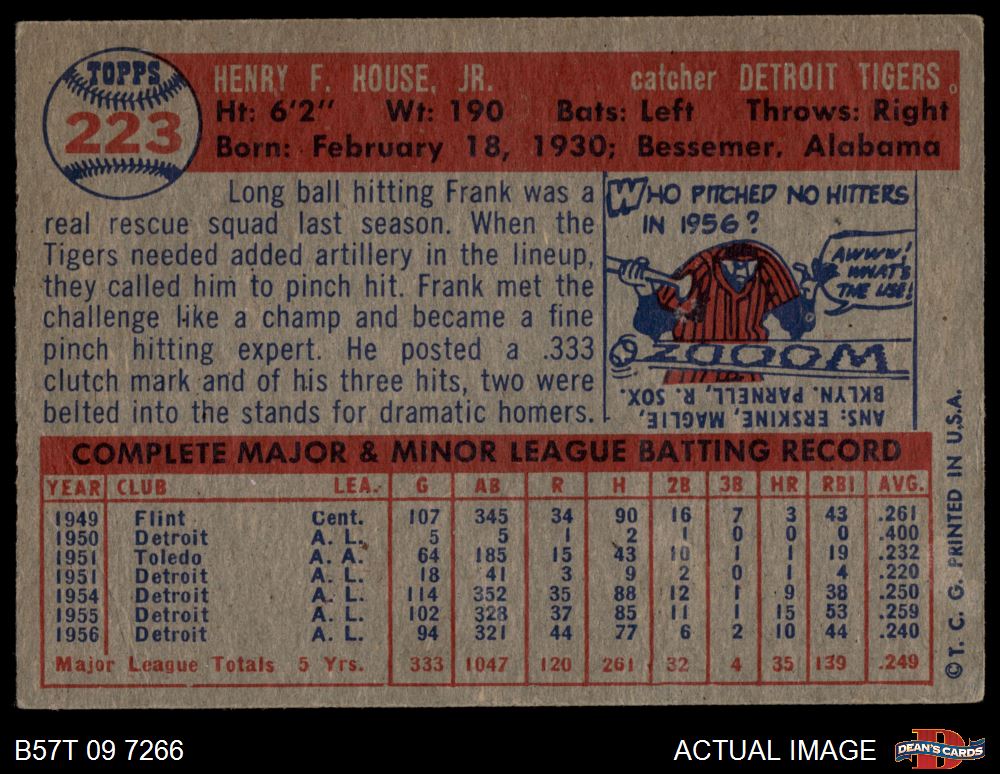 TOPPS
223
HENRY F. HOUSE, JR. catcher DETROIT TIGERS
Ht: 6'2" Wt: 190 Bats: Left Throws: Right
Born: February 18, 1930; Bessemer, Alabama
Long ball hitting Frank was a
real rescue squad last season. When the
Tigers needed added artillery in the lineup,
they called him to pinch hit. Frank met the
challenge like a champ and became a fine
pinch hitting expert. He posted a .333
clutch mark and of his three hits, two were
belted into the stands for dramatic homers.
WHO PITCHED NO HITTERS
IN 1956?
AWWW!
WHAT'S
THE USE!
ZOOOOM
ANS: ERSKINE, MAGLIE,
BKLYN. PARNELL, R. SOX.
COMPLETE MAJOR & MINOR LEAGUE BATTING RECORD
YEAR CLUB LEA. G AB R H 2B 3B HR RBI AVG.
1949 Flint Cent. 107 345 34 90 16 7 3 43 .261
1950 Detroit A. L. 5 5 1 2 1 0 0 0 .400
1951 Toledo A. A. 64 185 15 43 10 1 1 19 .232
1951 Detroit A. L. 18 41 3 9 2 0 1 4 .220
1954 Detroit A. L. 114 352 35 88 12 1 9 38 .250
1955 Detroit A. L. 102 328 37 85 11 1 15 53 .259
1956 Detroit A. L. 94 321 44 77 6 2 10 44 .240
Major League Totals 5 Yrs. 333 1047 120 261 32 4 35 139 .249
© T. C. G. PRINTED IN U.S.A.
B57T 09 7266
ACTUAL IMAGE
DEAN'S CARDS